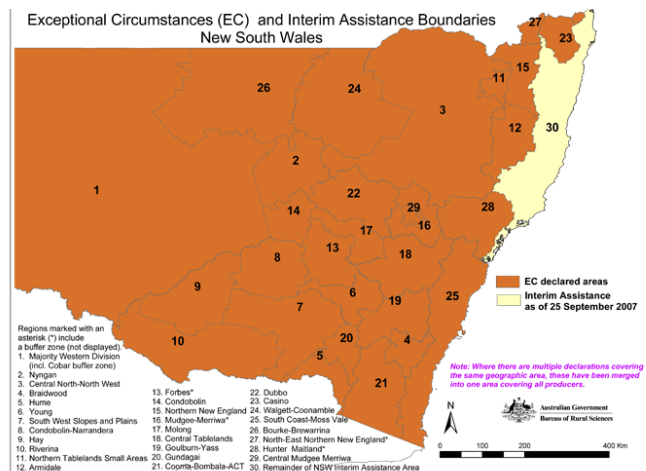 Exceptional Circumstances (EC) and Interim Assistance Boundaries
New South Wales
27
23
15
11
26
24
3
30
12
2
1
22
29
28
14
16
17
13
18
8
9
6
19
25
7
10
20
4
5
21
EC declared areas
Interim Assistance
as of 25 September 2007
Note: Where there are multiple declarations covering
the same geographic area, these have been merged
into one area covering all producers.
Regions marked with an
asterisk (*) include
a buffer zone (not displayed).
1. Majority Western Division
(incl. Cobar buffer zone)
2. Nyngan
3. Central North-North West
4. Braidwood
5. Hume
6. Young
7. South West Slopes and Plains
8. Condobolin-Narrandera
9. Hay
10. Riverina
11. Northern Tablelands Small Areas
12. Armidale
13. Forbes*
14. Condobolin
15. Northern New England
16. Mudgee-Merriwa*
17. Molong
18. Central Tablelands
19. Goulburn-Yass
20. Gundagai
21. Cooma-Bombala-ACT
22. Dubbo
23. Casino
24. Walgett-Coonamble
25. South Coast-Moss Vale
26. Bourke-Brewarrina
27. North-East Northern New England*
28. Hunter Maitland*
29. Central Mudgee Merriwa
30. Remainder of NSW Interim Assistance Area
N
Australian Government
Bureau of Rural Sciences
0 100 200 300 400 KM